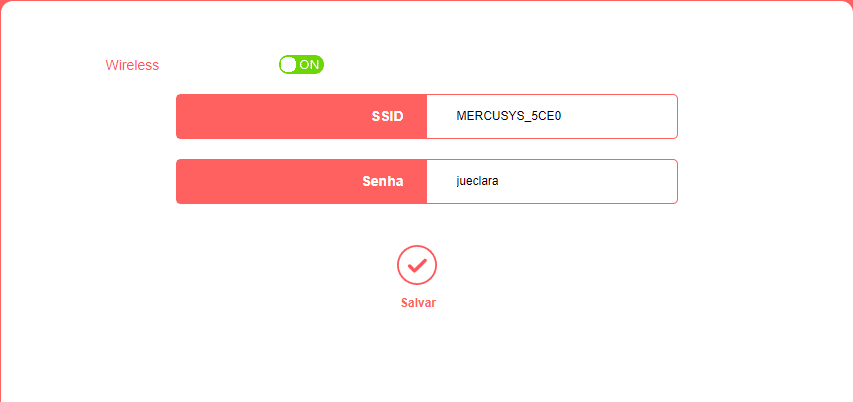 Wireless ON
SSID MERCUSYS_5CE0
Senha jueclara
Salvar